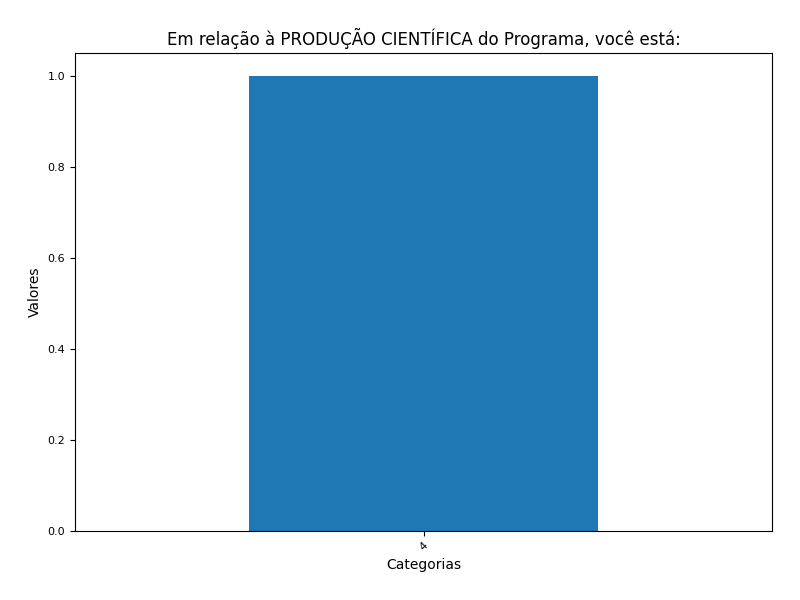 Em relação à PRODUÇÃO CIENTÍFICA do Programa, você está:
1.0
0.8
0.6
0.4
0.2
0.0
Valores
4
Categorias